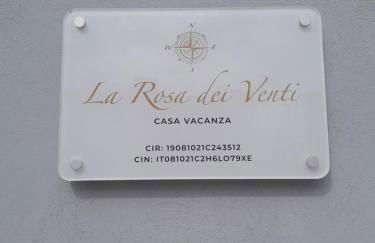 N
W E
S
La Rosa dei Venti
CASA VACANZA
CIR: 19081021C243512
CIN: IT081021C2H6LO79XE